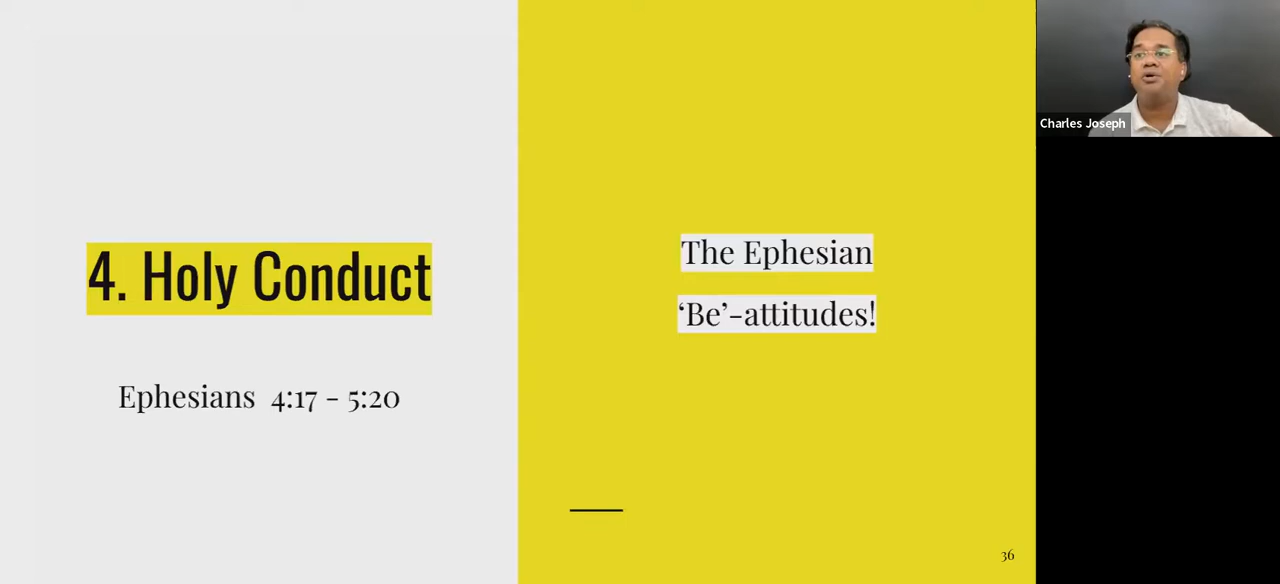 4. Holy Conduct
Ephesians 4:17 - 5:20
The Ephesian
‘Be’-attitudes!
36
Charles Joseph